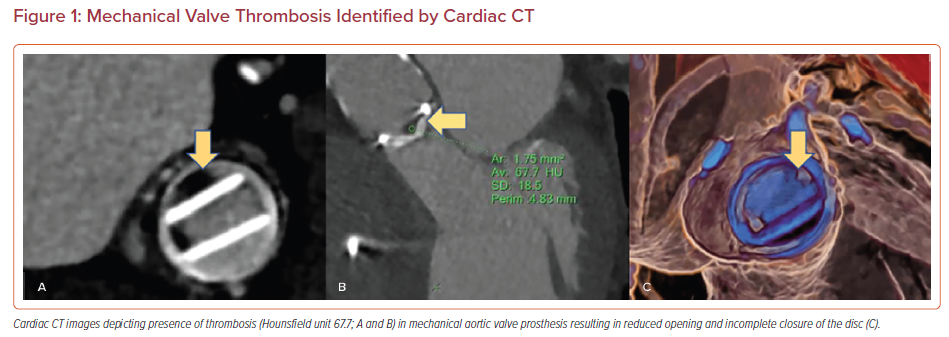 Figure 1: Mechanical Valve Thrombosis Identified by Cardiac CT
A
B
Ar: 1.75 mm²
Av: 67.7 HU
SD: 18.5
Perim :4.83 mm
C
Cardiac CT images depicting presence of thrombosis (Hounsfield unit 67.7; A and B) in mechanical aortic valve prosthesis resulting in reduced opening and incomplete closure of the disc (C).